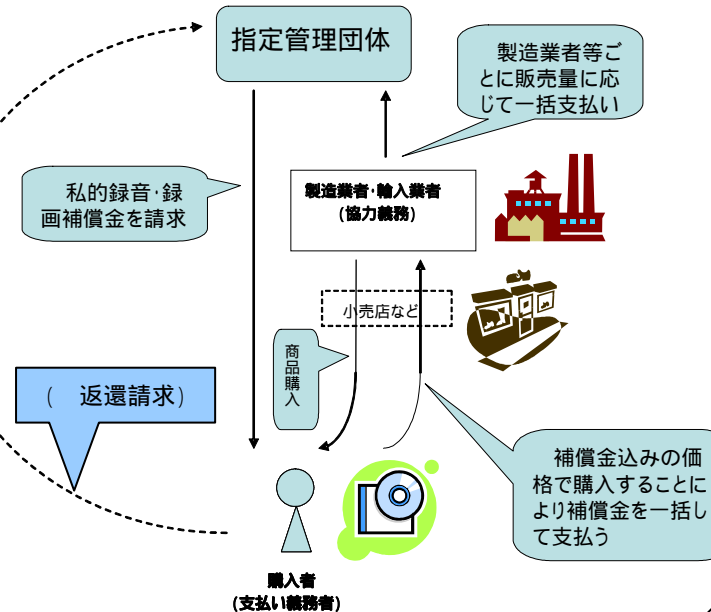 指定管理団体
製造業者等ご
とに販売量に応
じて一括支払い
私的録音・録
画補償金を請求
製造業者・輸入業者
(協力義務)
小売店など
商品購入
( 返還請求)
補償金込みの価
格で購入することに
より補償金を一括し
て支払う
購入者
(支払い義務者)